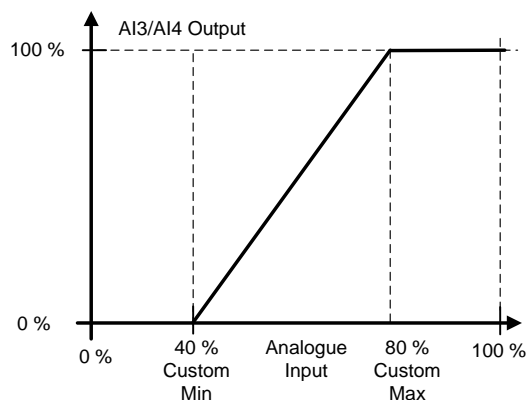 AI3/AI4 Output
100 %
0 %
0 %
40 %
Custom
Min
Analogue
Input
80 %
Custom
Max
100 %